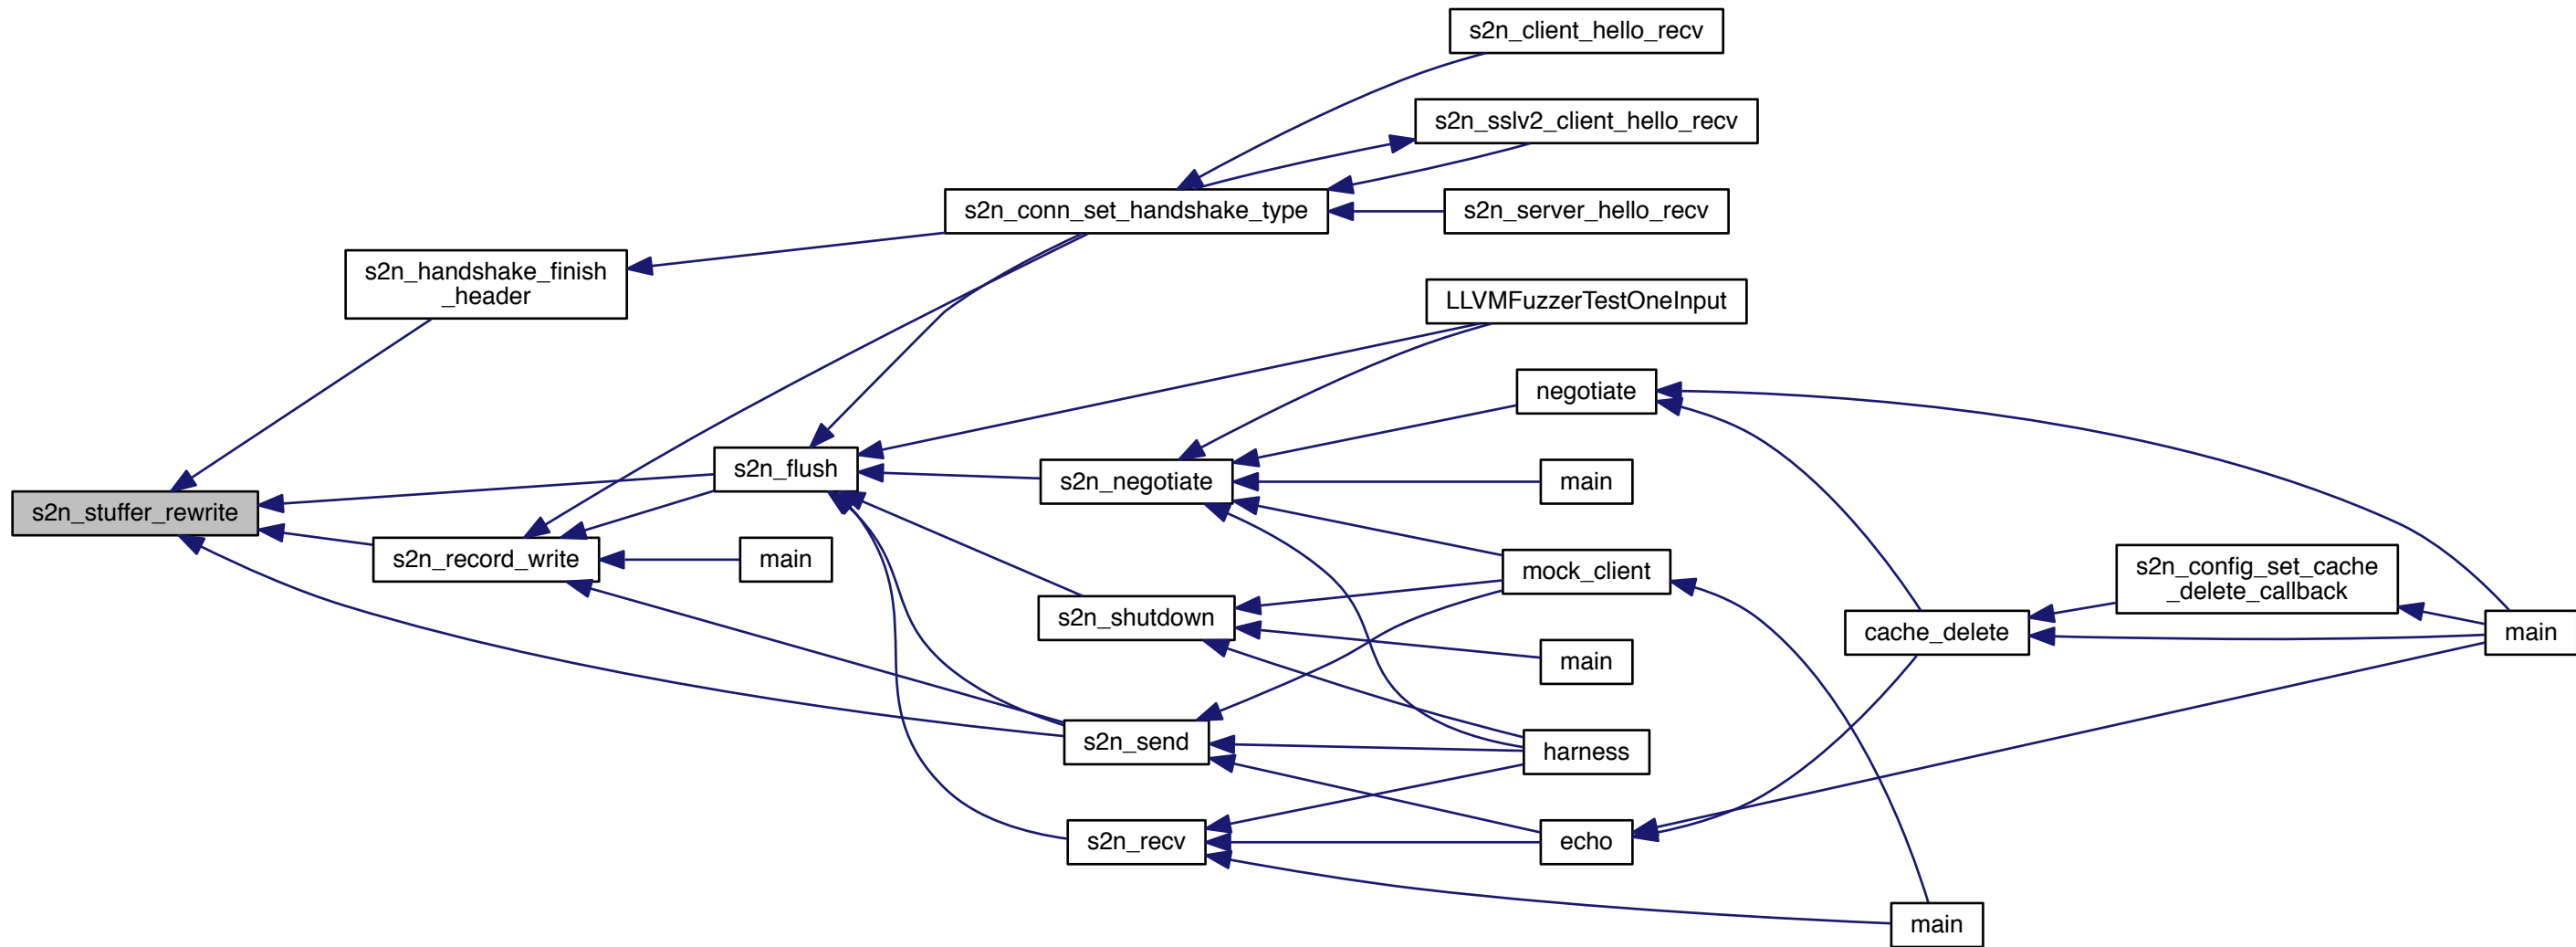 s2n_client_hello_recv
s2n_sslv2_client_hello_recv
s2n_conn_set_handshake_type
s2n_server_hello_recv
s2n_handshake_finish
_header
LLVMFuzzerTestOneInput
negotiate
s2n_flush
s2n_negotiate
main
s2n_stuffer_rewrite
s2n_record_write
main
mock_client
s2n_config_set_cache
_delete_callback
s2n_shutdown
cache_delete
main
main
s2n_send
harness
s2n_recv
echo
main